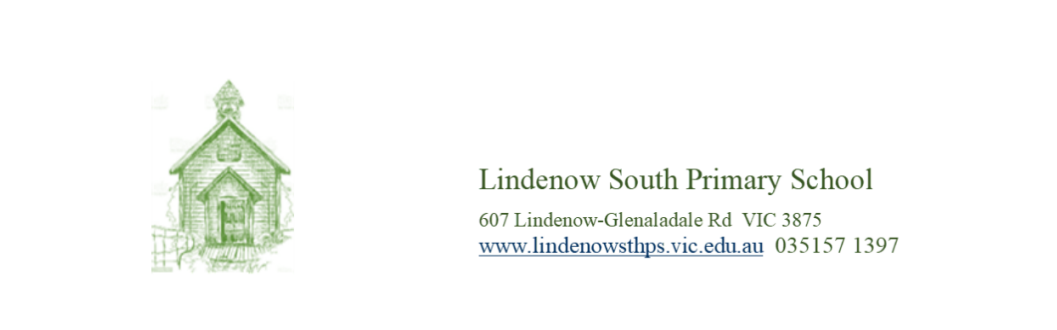 Lindenow South Primary School
607 Lindenow-Glenaladale Rd  VIC 3875
www.lindenowsthps.vic.edu.au  035157 1397